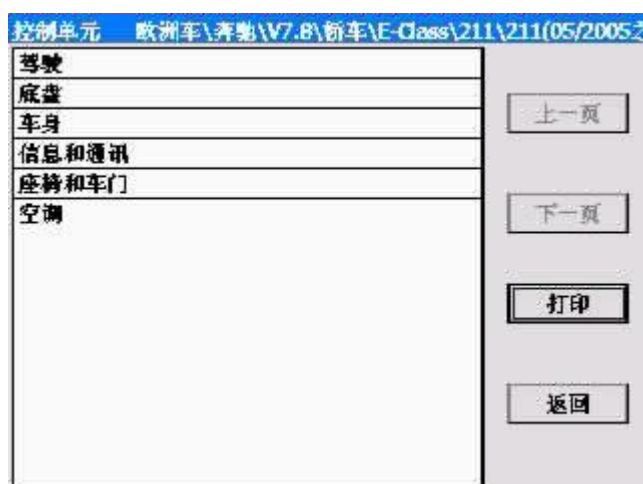 控制单元 欧洲车\奔驰\V7.8\轿车\E-Class\211\211(05/2005之
驾驶
底盘
车身
信息和通讯
座椅和车门
空调
上一页
下一页
打印
返回